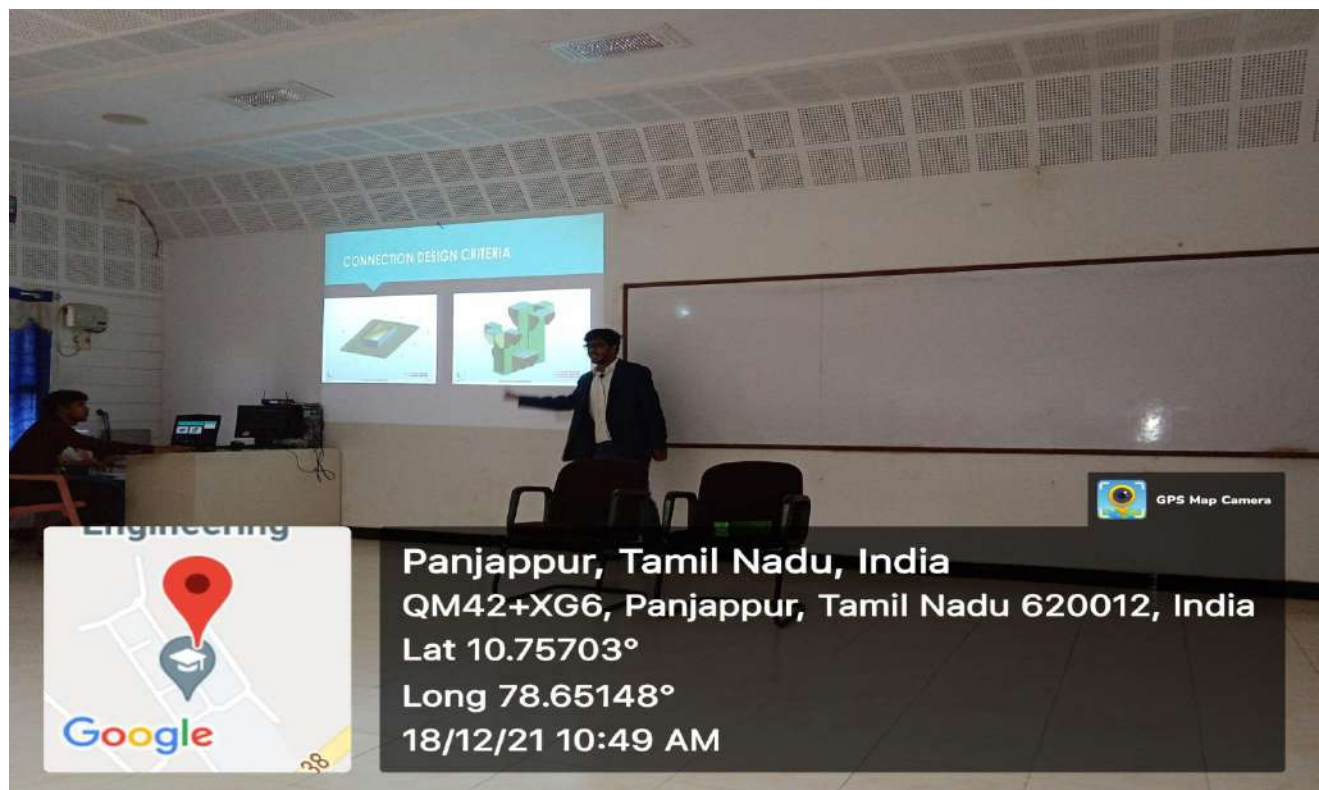 CONNECTION DESIGN CRITERIA
GPS Map Camera
Engineering
Google
38
Panjappur, Tamil Nadu, India
QM42+XG6, Panjappur, Tamil Nadu 620012, India
Lat 10.75703°
Long 78.65148°
18/12/21 10:49 AM